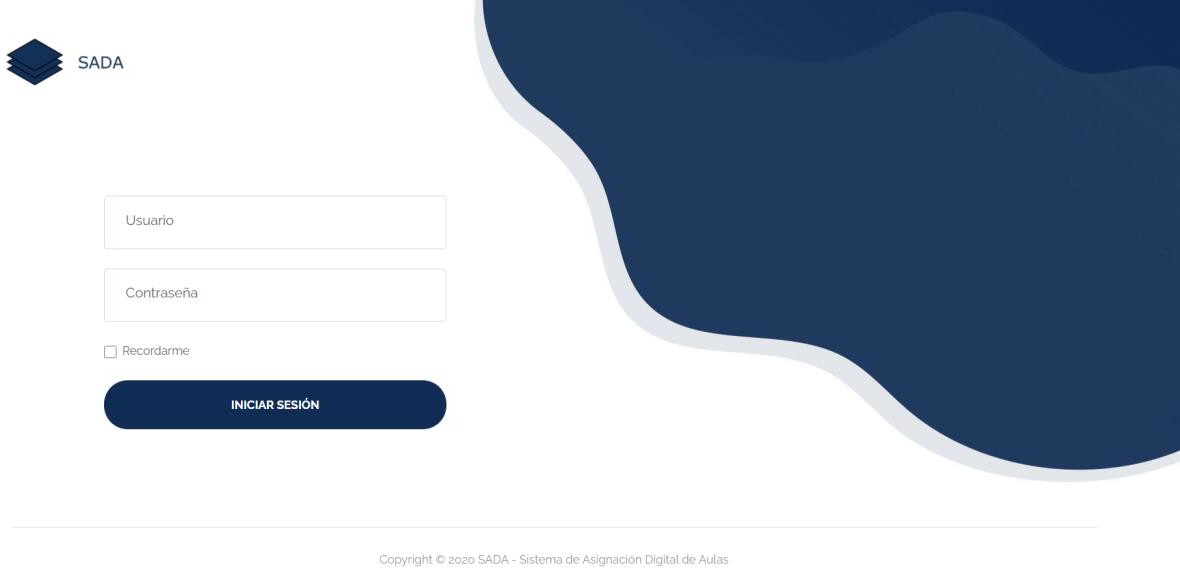 SADA
Usuario
Contraseña
Recordarme
INICIAR SESIÓN
Copyright © 2020 SADA - Sistema de Asignación Digital de Aulas